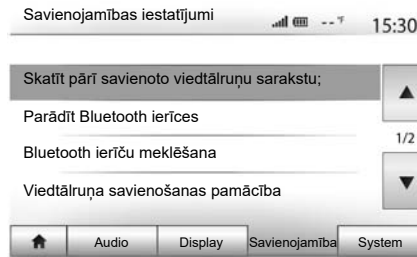 Savienojamības iestatījumi -- °F 15:30
Skatīt pārī savienoto viedtālruņu sarakstu;
Parādīt Bluetooth ierīces
1/2
Bluetooth ierīču meklēšana
Viedtālruņa savienošanas pamācība
Audio Display Savienojamība System